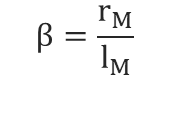 β = r_M / l_M